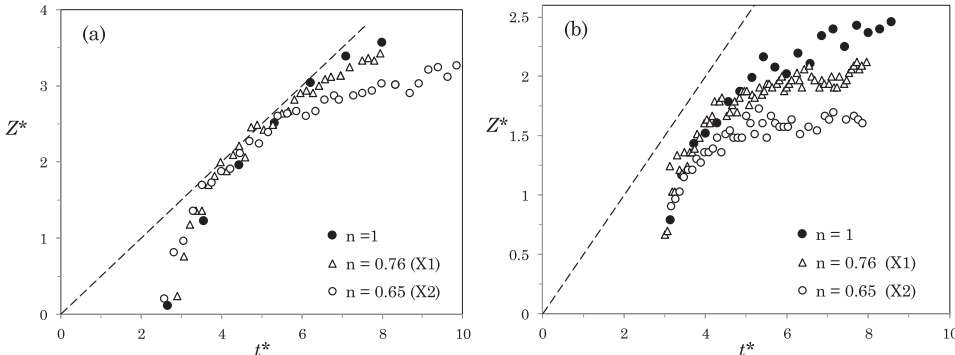 (a)
4
3
2
1
0
Z*
0 2 4 6 8 10
t*
n =1
n = 0.76 (X1)
n = 0.65 (X2)
(b)
2.5
2
1.5
1
0.5
0
Z*
0 2 4 6 8 10
t*
n = 1
n = 0.76 (X1)
n = 0.65 (X2)